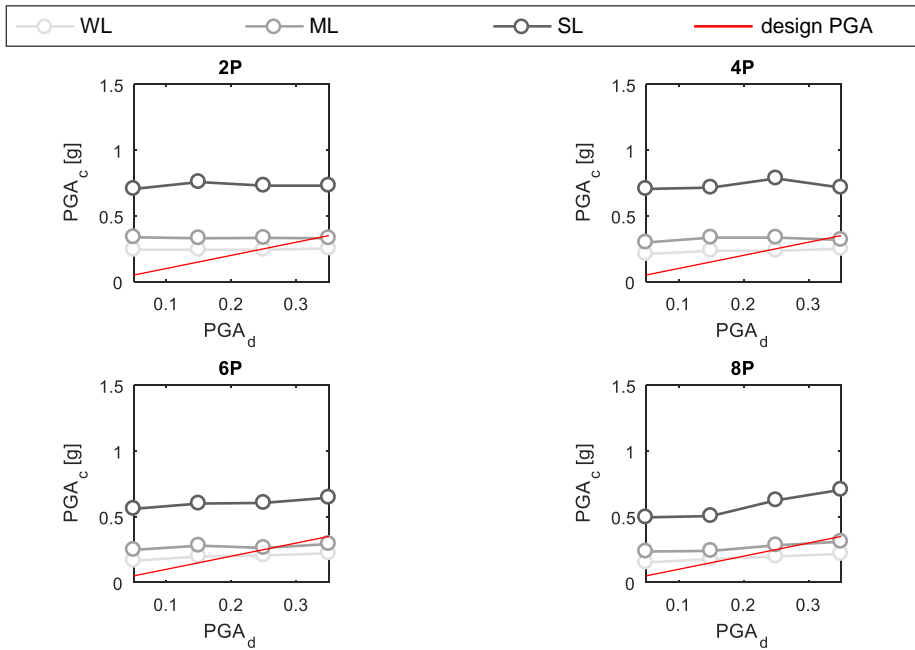 WL ML SL design PGA
2P 4P
1.5 1.5
1 1
0.5 0.5
0 0
PGA_c [g] PGA_c [g]
0.1 0.2 0.3 0.1 0.2 0.3
PGA_d PGA_d
6P 8P
1.5 1.5
1 1
0.5 0.5
0 0
PGA_c [g] PGA_c [g]
0.1 0.2 0.3 0.1 0.2 0.3
PGA_d PGA_d